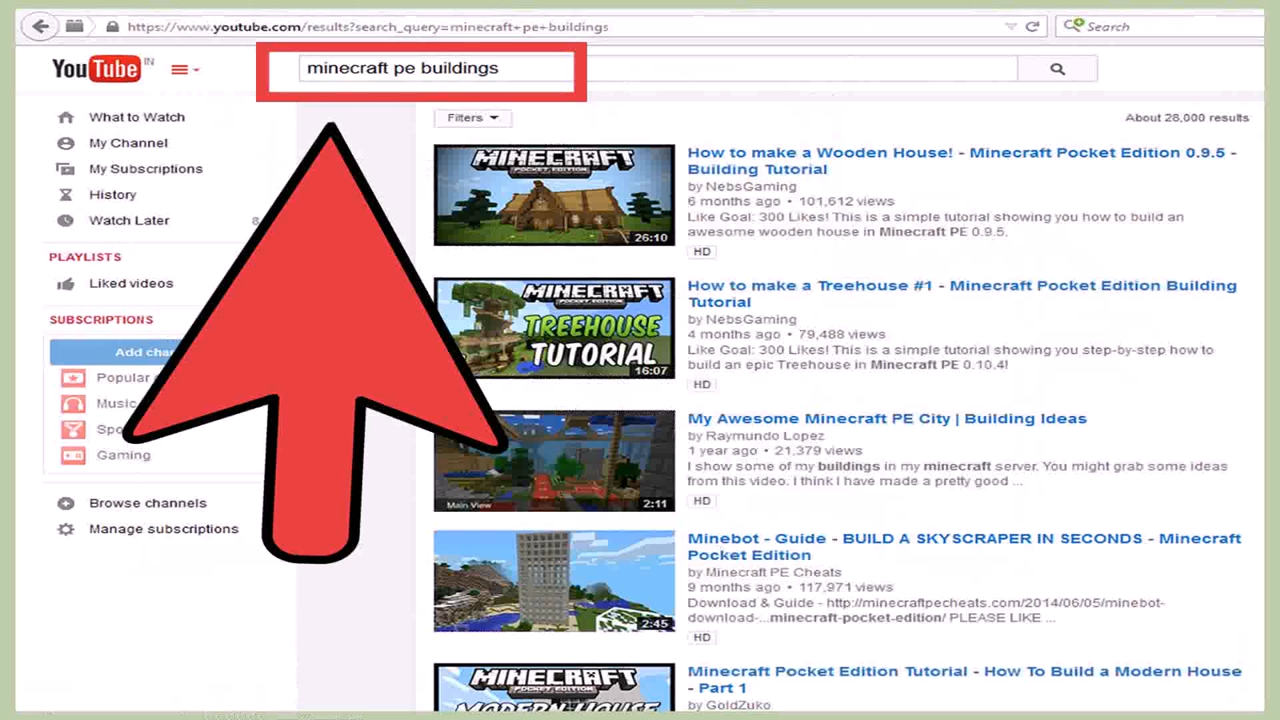 https://www.youtube.com/results?search_query=minecraft+pe+buildings
Search
YouTube IN
minecraft pe buildings
What to Watch
My Channel
My Subscriptions
History
Watch Later
8
PLAYLISTS
Liked videos
SUBSCRIPTIONS
Add cha
Popular
Music
Spo
Gaming
Browse channels
Manage subscriptions
Filters
About 28,000 results
MINECRAFT
POCKET EDITION
26:10
How to make a Wooden House! - Minecraft Pocket Edition 0.9.5 -
Building Tutorial
by NebsGaming
6 months ago • 101,612 views
Like Goal: 300 Likes! This is a simple tutorial showing you how to build an
awesome wooden house in Minecraft PE 0.9.5.
HD
MINECRAFT
POCKET EDITION
TREEHOUSE
TUTORIAL
16:07
How to make a Treehouse #1 - Minecraft Pocket Edition Building
Tutorial
by NebsGaming
4 months ago • 79,488 views
Like Goal: 300 Likes! This is a simple tutorial showing you step-by-step how to
build an epic Treehouse in Minecraft PE 0.10.4!
HD
Main View
2:11
My Awesome Minecraft PE City | Building Ideas
by Raymundo Lopez
1 year ago • 21,379 views
I show some of my buildings in my minecraft server. You might grab some ideas
from this video. I think I have made a pretty good ...
HD
2:45
Minebot - Guide - BUILD A SKYSCRAPER IN SECONDS - Minecraft
Pocket Edition
by Minecraft PE Cheats
9 months ago • 117,971 views
Download & Guide - http://minecraftpecheats.com/2014/06/05/minebot-
download-...minecraft-pocket-edition/ PLEASE LIKE ...
HD
MINECRAFT
POCKET EDITION
MODERN HOUSE
Minecraft Pocket Edition Tutorial - How To Build a Modern House
- Part 1
by GoldZuko